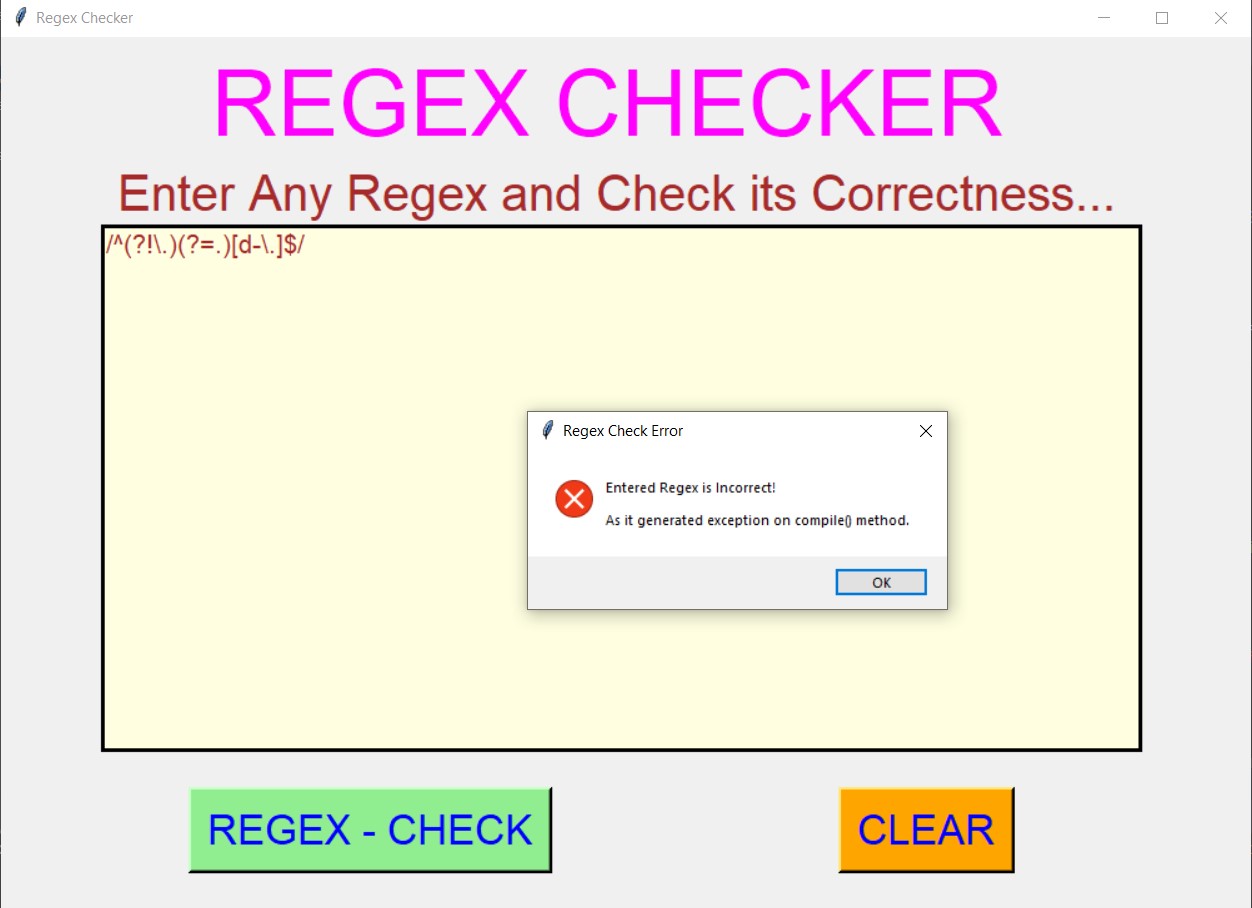 Regex Checker
REGEX CHECKER
Enter Any Regex and Check its Correctness...
/^(?!\.)(?=.)[d-\.]$/
Regex Check Error
Entered Regex is Incorrect!
As it generated exception on compile() method.
OK
REGEX - CHECK
CLEAR